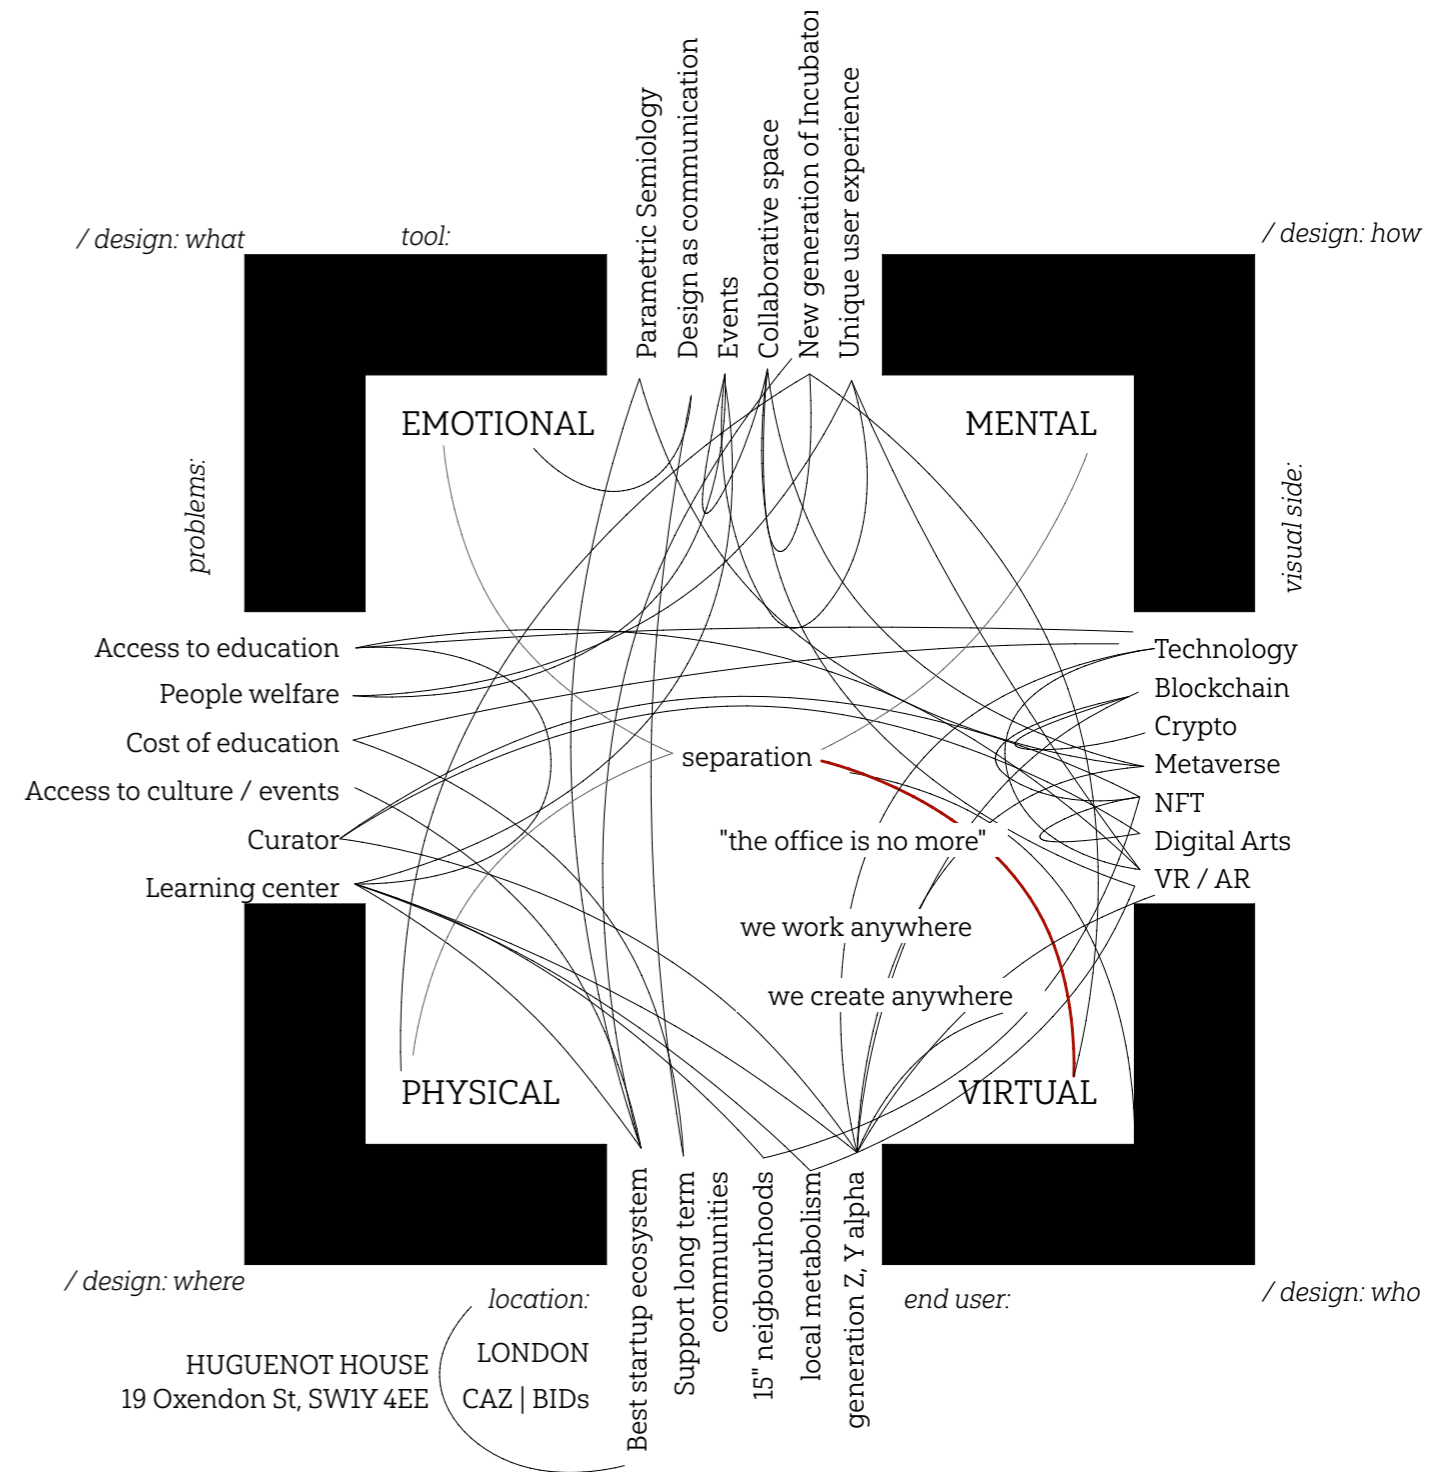 Parametric Semiology
Design as communication
Events
Collaborative space
New generation of Incubator
Unique user experience
/ design: what
tool:
/ design: how
EMOTIONAL
MENTAL
problems:
visual side:
Access to education
People welfare
Cost of education
Access to culture / events
Curator
Learning center
Technology
Blockchain
Crypto
Metaverse
NFT
Digital Arts
VR / AR
separation
"the office is no more"
we work anywhere
we create anywhere
PHYSICAL
VIRTUAL
Best startup ecosystem
Support long term
communities
15" neigbourhoods
local metabolism
generation Z, Y alpha
/ design: where
location:
end user:
/ design: who
HUGUENOT HOUSE
19 Oxendon St, SW1Y 4EE
LONDON
CAZ | BIDs